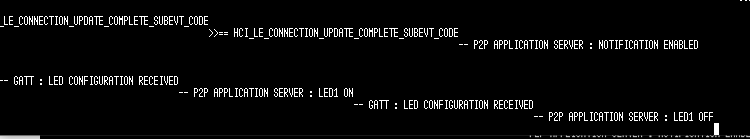 _LE_CONNECTION_UPDATE_COMPLETE_SUBEVT_CODE
>>== HCI_LE_CONNECTION_UPDATE_COMPLETE_SUBEVT_CODE
-- P2P APPLICATION SERVER : NOTIFICATION ENABLED
-- GATT : LED CONFIGURATION RECEIVED
-- P2P APPLICATION SERVER : LED1 ON
-- GATT : LED CONFIGURATION RECEIVED
-- P2P APPLICATION SERVER : LED1 OFF